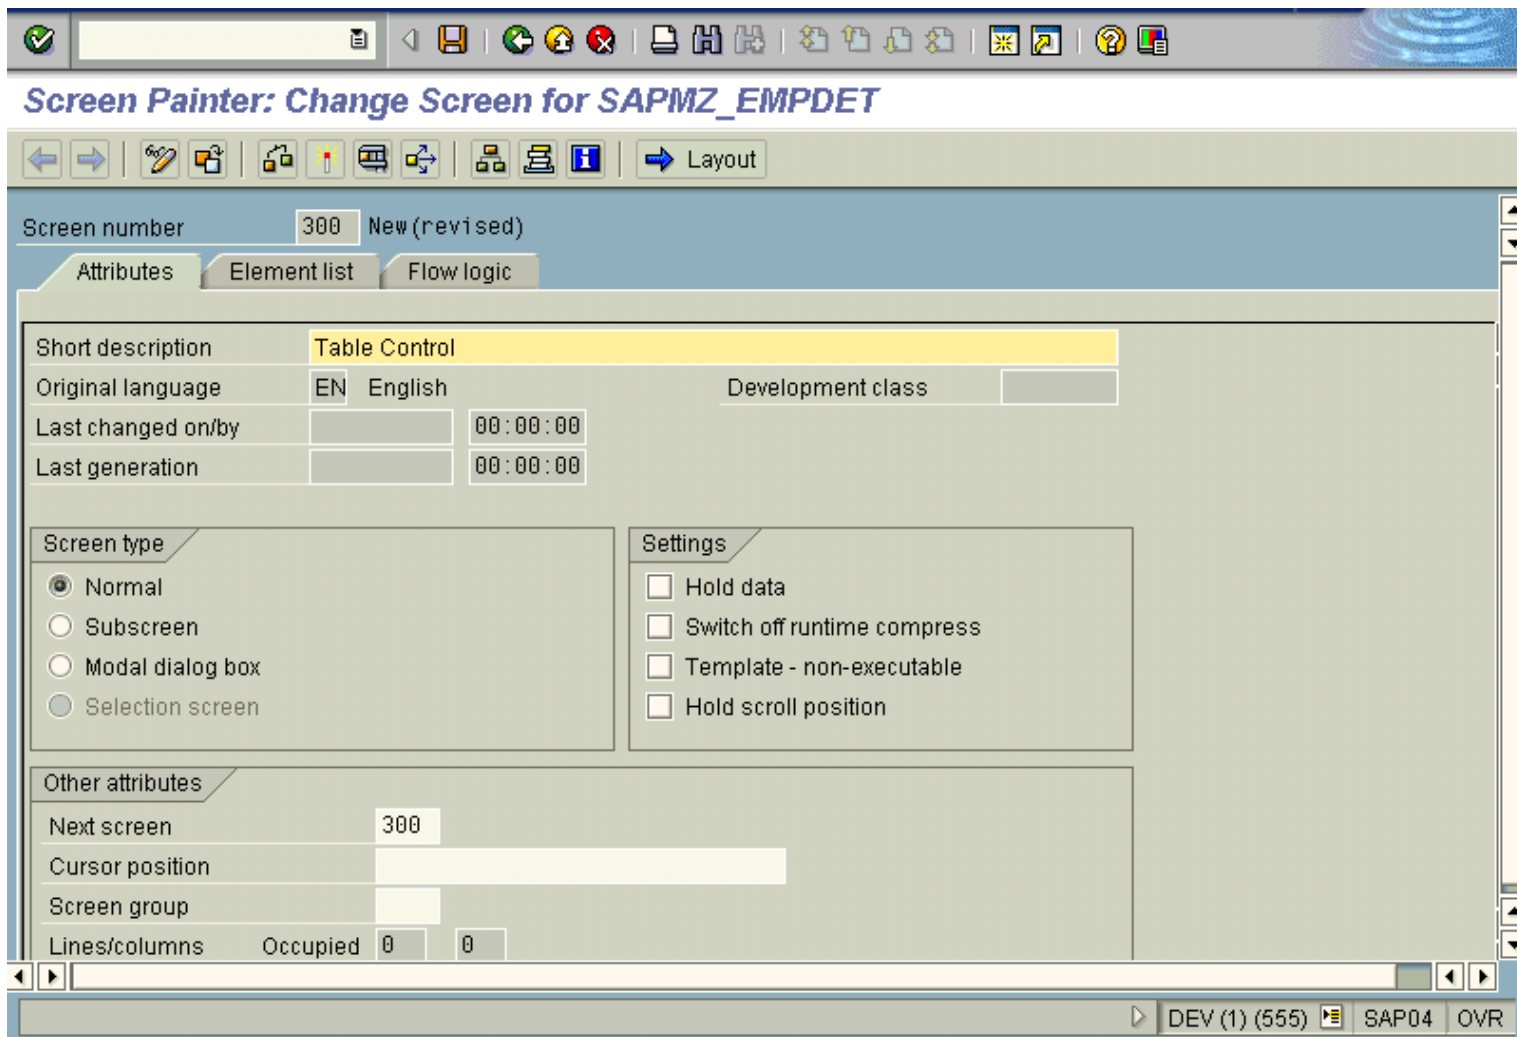 Screen Painter: Change Screen for SAPMZ_EMPDET
Layout
Screen number 300 New(revised)
Attributes Element list Flow logic
Short description Table Control
Original language EN English Development class
Last changed on/by 00:00:00
Last generation 00:00:00
Screen type
Normal
Subscreen
Modal dialog box
Selection screen
Settings
Hold data
Switch off runtime compress
Template - non-executable
Hold scroll position
Other attributes
Next screen 300
Cursor position
Screen group
Lines/columns Occupied 0 0
DEV (1) (555) SAP04 OVR